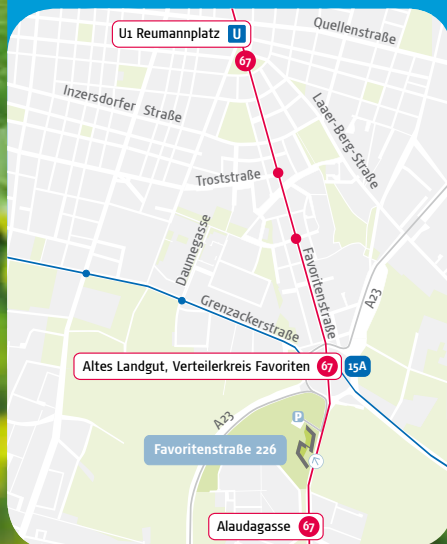 U1 Reumannplatz U
Quellenstraße
67
Inzersdorfer Straße
Laaer-Berg-Straße
Troststraße
Daumegasse
Favoritenstraße
Grenzackerstraße
A23
Altes Landgut, Verteilerkreis Favoriten 67 15A
A23
P
Favoritenstraße 226
Alaudagasse 67